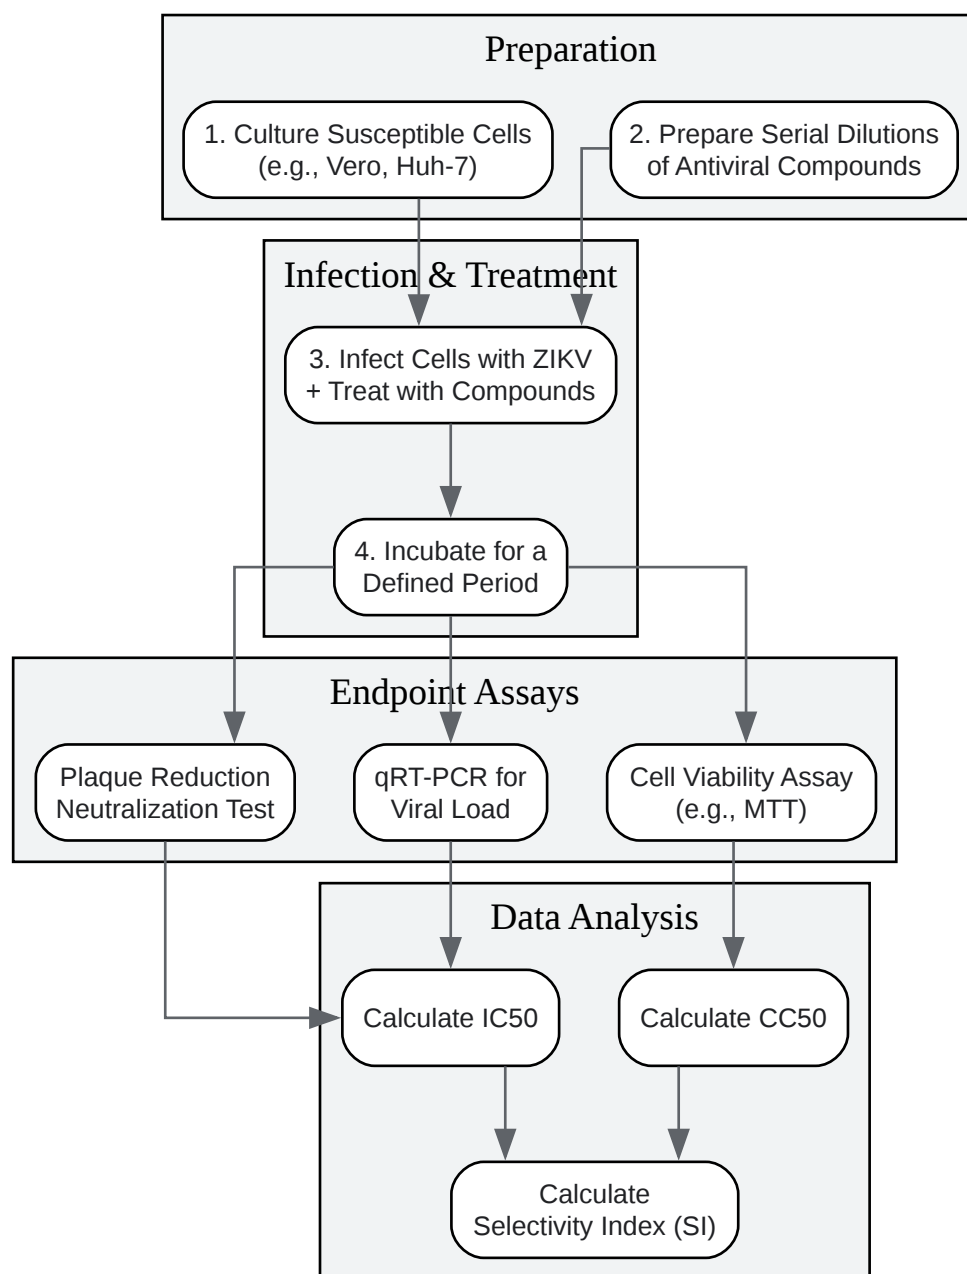 Preparation
1. Culture Susceptible Cells
(e.g., Vero, Huh-7)
2. Prepare Serial Dilutions
of Antiviral Compounds
Infection & Treatment
3. Infect Cells with ZIKV
+ Treat with Compounds
4. Incubate for a
Defined Period
Endpoint Assays
Plaque Reduction
Neutralization Test
qRT-PCR for
Viral Load
Cell Viability Assay
(e.g., MTT)
Data Analysis
Calculate IC50
Calculate CC50
Calculate
Selectivity Index (SI)